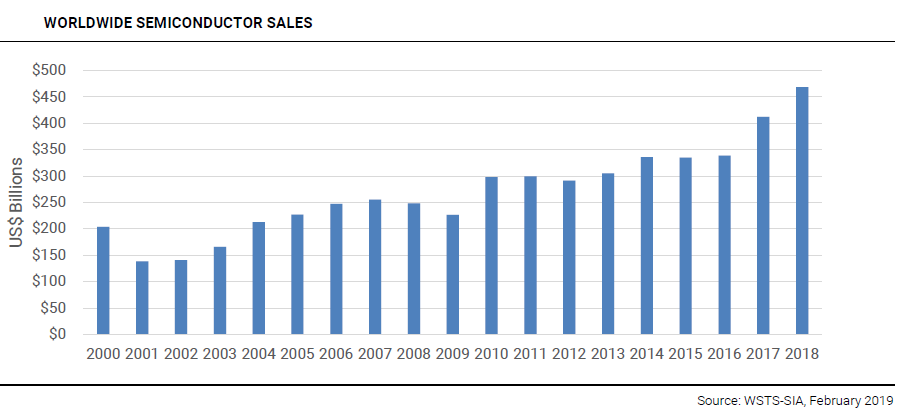 WORLDWIDE SEMICONDUCTOR SALES
US$ Billions
$500
$450
$400
$350
$300
$250
$200
$150
$100
$50
$0
2000 2001 2002 2003 2004 2005 2006 2007 2008 2009 2010 2011 2012 2013 2014 2015 2016 2017 2018
Source: WSTS-SIA, February 2019